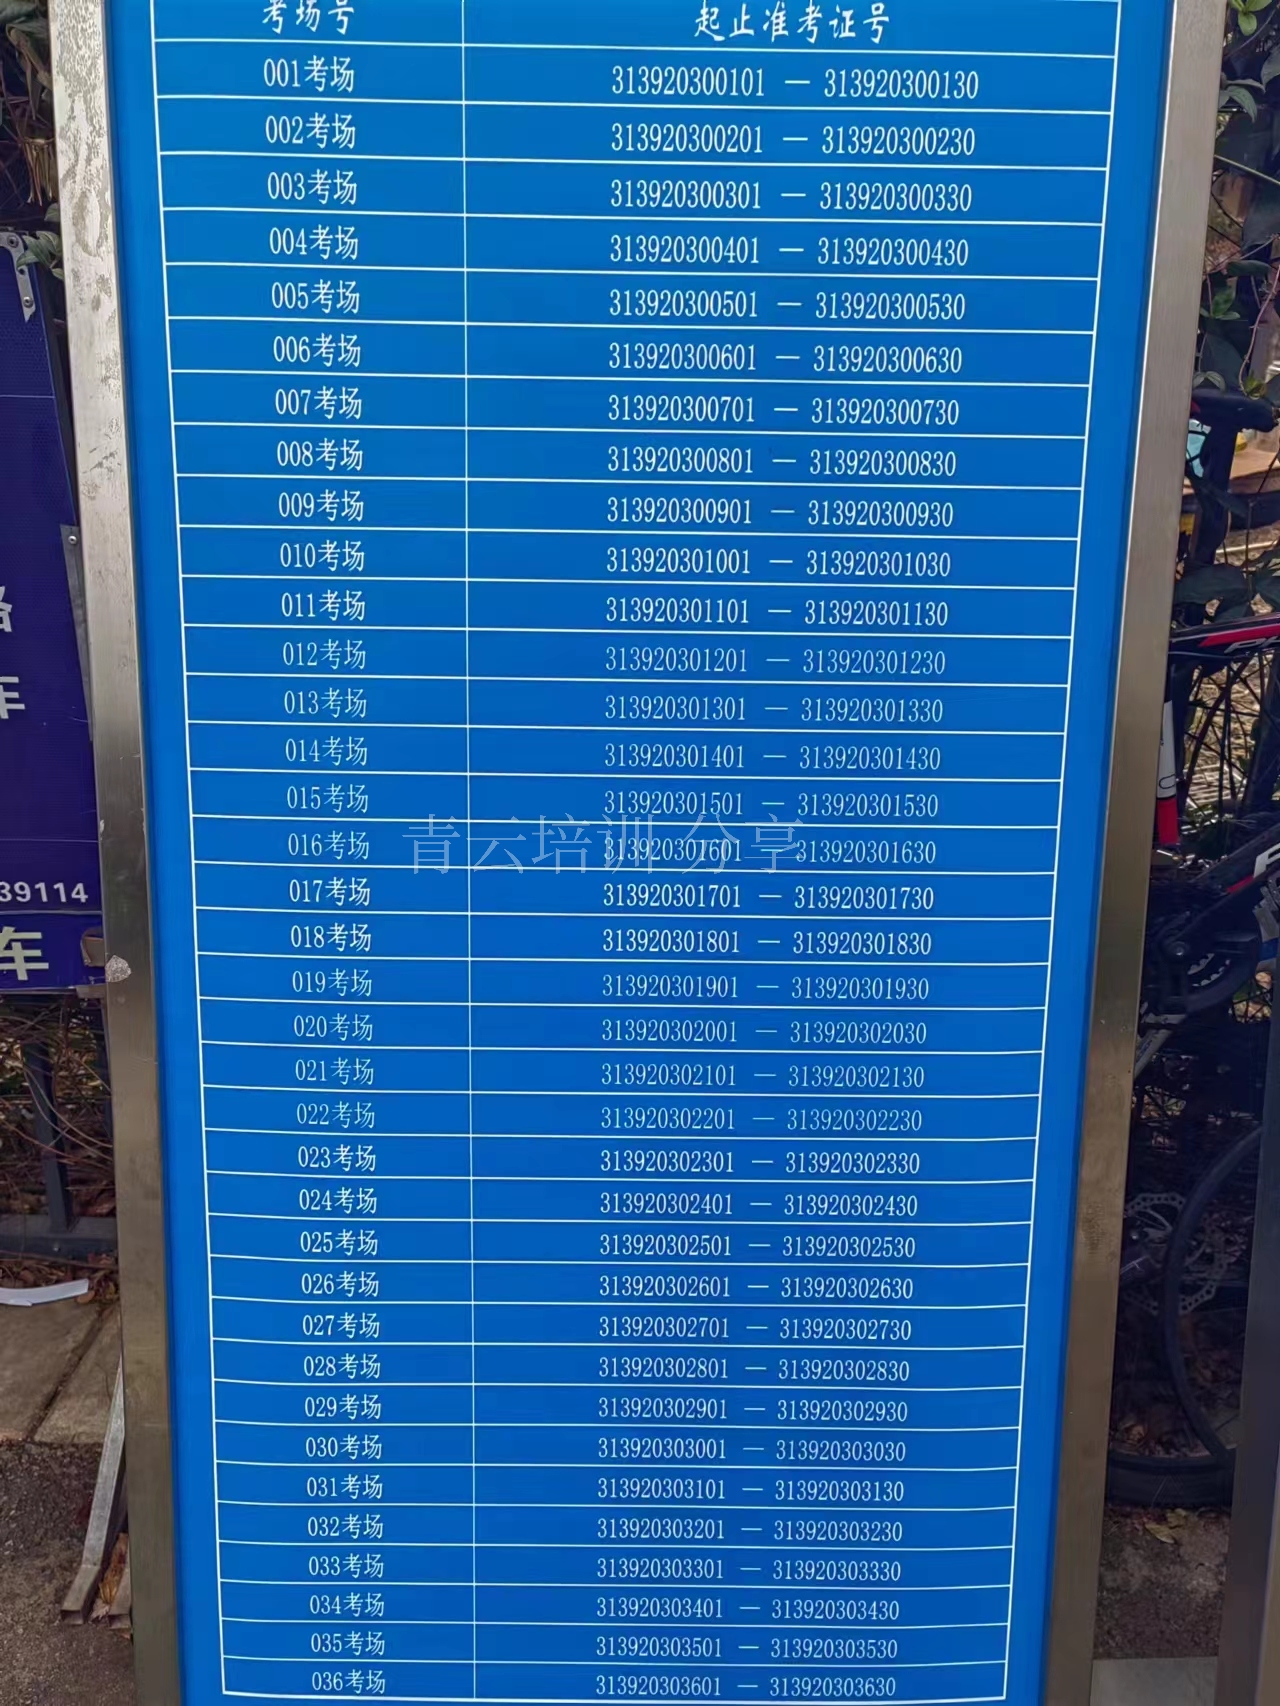 考场号 起止准考证号
001考场 313920300101 — 313920300130
002考场 313920300201 — 313920300230
003考场 313920300301 — 313920300330
004考场 313920300401 — 313920300430
005考场 313920300501 — 313920300530
006考场 313920300601 — 313920300630
007考场 313920300701 — 313920300730
008考场 313920300801 — 313920300830
009考场 313920300901 — 313920300930
010考场 313920301001 — 313920301030
011考场 313920301101 — 313920301130
012考场 313920301201 — 313920301230
013考场 313920301301 — 313920301330
014考场 313920301401 — 313920301430
015考场 313920301501 — 313920301530
青云培训 分享
016考场 313920301601 — 313920301630
017考场 313920301701 — 313920301730
018考场 313920301801 — 313920301830
019考场 313920301901 — 313920301930
020考场 313920302001 — 313920302030
021考场 313920302101 — 313920302130
022考场 313920302201 — 313920302230
023考场 313920302301 — 313920302330
024考场 313920302401 — 313920302430
025考场 313920302501 — 313920302530
026考场 313920302601 — 313920302630
027考场 313920302701 — 313920302730
028考场 313920302801 — 313920302830
029考场 313920302901 — 313920302930
030考场 313920303001 — 313920303030
031考场 313920303101 — 313920303130
032考场 313920303201 — 313920303230
033考场 313920303301 — 313920303330
034考场 313920303401 — 313920303430
035考场 313920303501 — 313920303530
036考场 313920303601 — 313920303630
车
39114
车